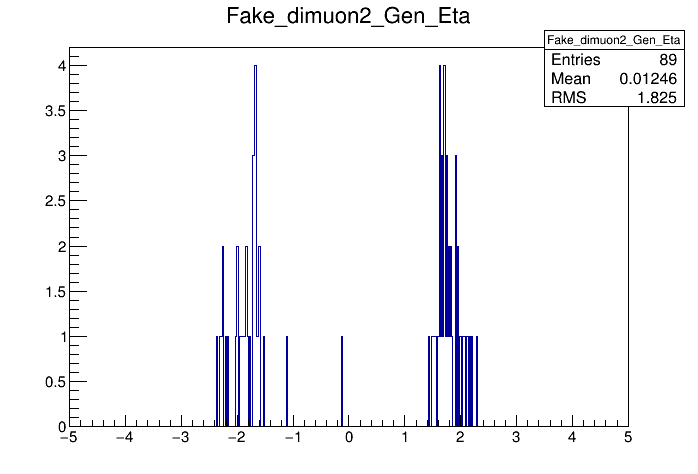 Fake_dimuon2_Gen_Eta
Fake_dimuon2_Gen_Eta
Entries 89
Mean 0.01246
RMS 1.825
4
3.5
3
2.5
2
1.5
1
0.5
0
−5 −4 −3 −2 −1 0 1 2 3 4 5